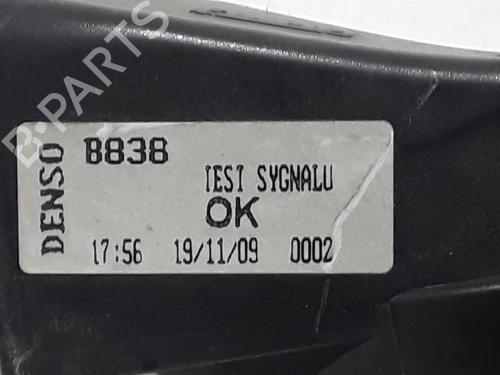 B-PARTS
DENSO
B838
TEST SYGNALU
OK
17:56 19/11/09 0002